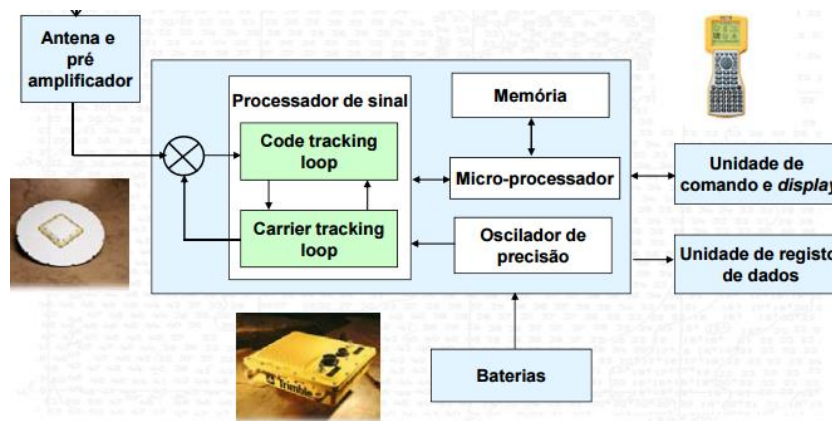 Antena e
pré
amplificador
Processador de sinal
Code tracking
loop
Carrier tracking
loop
Memória
Micro-processador
Oscilador de
precisão
Unidade de
comando e display
Unidade de registo
de dados
Baterias
Trimble